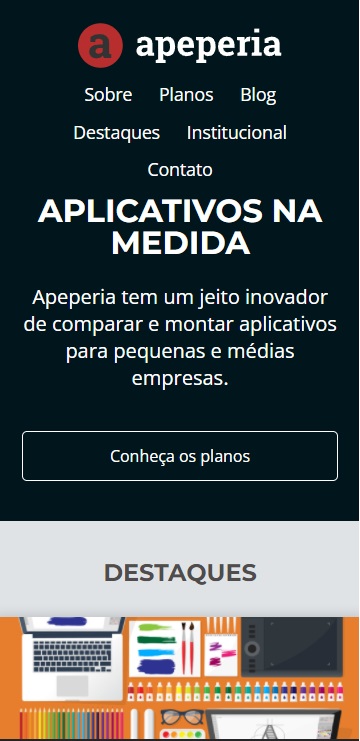 a apeperia
Sobre Planos Blog
Destaques Institucional
Contato
APLICATIVOS NA
MEDIDA
Apeperia tem um jeito inovador
de comparar e montar aplicativos
para pequenas e médias
empresas.
Conheça os planos
DESTAQUES